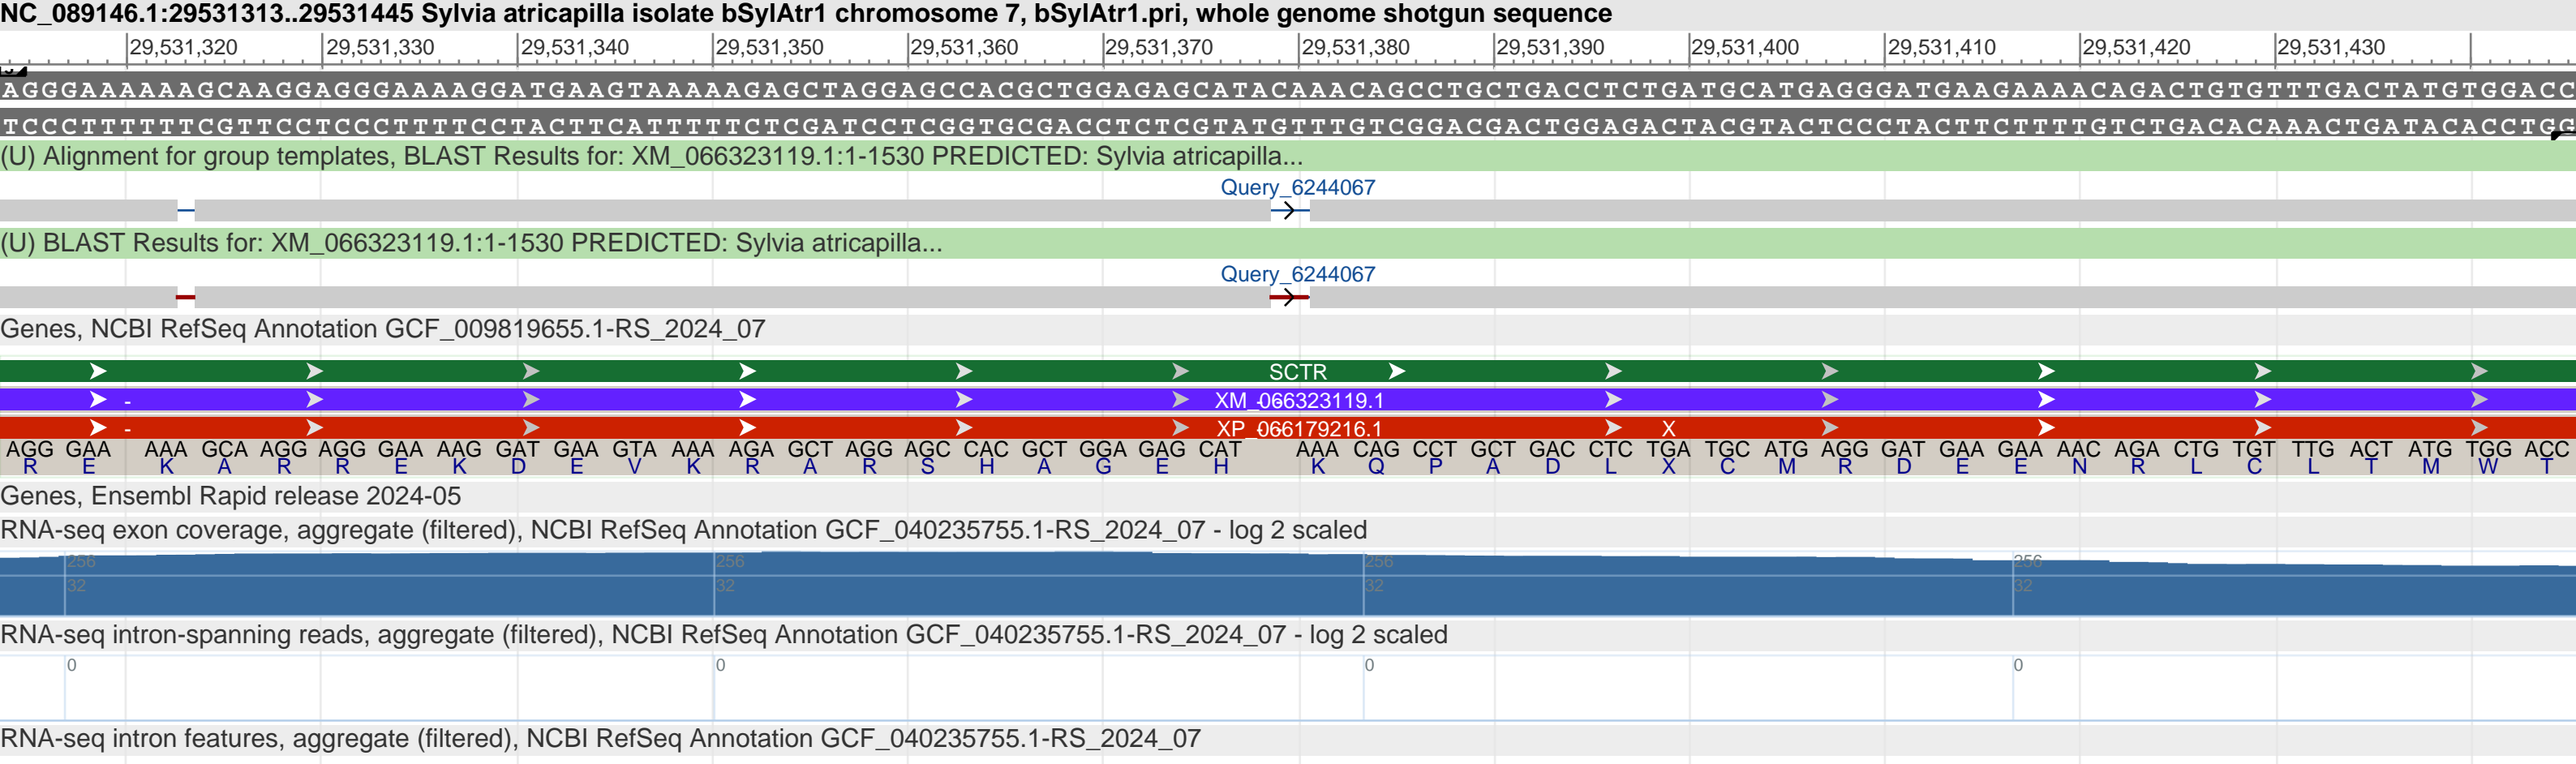 NC_089146.1:29531313..29531445 Sylvia atricapilla isolate bSylAtr1 chromosome 7, bSylAtr1.pri, whole genome shotgun sequence
29,531,320 29,531,330 29,531,340 29,531,350 29,531,360 29,531,370 29,531,380 29,531,390 29,531,400 29,531,410 29,531,420 29,531,430
AGGGAAAAAAGCAAGGAGGGAAAAGGATGAAGTAAAAAGAGCTAGGAGCCACGCTGGAGAGCATACAAACAGCCTGCTGACCTCTGATGCATGAGGGATGAAGAAAACAGACTGTGTTTGACTATGTGGACC
TCCCTTTTTTCGTTCCTCCCTTTTCCTACTTCATTTTTCTCGATCCTCGGTGCGACCTCTCGTATGTTTGTCGGACGACTGGAGACTACGTACTCCCTACTTCTTTTGTCTGACACAAACTGATACACCTGG
(U) Alignment for group templates, BLAST Results for: XM_066323119.1:1-1530 PREDICTED: Sylvia atricapilla...
Query_6244067
(U) BLAST Results for: XM_066323119.1:1-1530 PREDICTED: Sylvia atricapilla...
Query_6244067
Genes, NCBI RefSeq Annotation GCF_009819655.1-RS_2024_07
SCTR
- XM_066323119.1
- XP_066179216.1 X
AGG GAA AAA GCA AGG AGG GAA AAG GAT GAA GTA AAA AGA GCT AGG AGC CAC GCT GGA GAG CAT AAA CAG CCT GCT GAC CTC TGA TGC ATG AGG GAT GAA GAA AAC AGA CTG TGT TTG ACT ATG TGG ACC
R E K A R R E K D E V K R A R S H A G E H K Q P A D L X C M R D E E N R L C L T M W T
Genes, Ensembl Rapid release 2024-05
RNA-seq exon coverage, aggregate (filtered), NCBI RefSeq Annotation GCF_040235755.1-RS_2024_07 - log 2 scaled
256 256 256 256
32 32 32 32
RNA-seq intron-spanning reads, aggregate (filtered), NCBI RefSeq Annotation GCF_040235755.1-RS_2024_07 - log 2 scaled
0 0 0 0
RNA-seq intron features, aggregate (filtered), NCBI RefSeq Annotation GCF_040235755.1-RS_2024_07